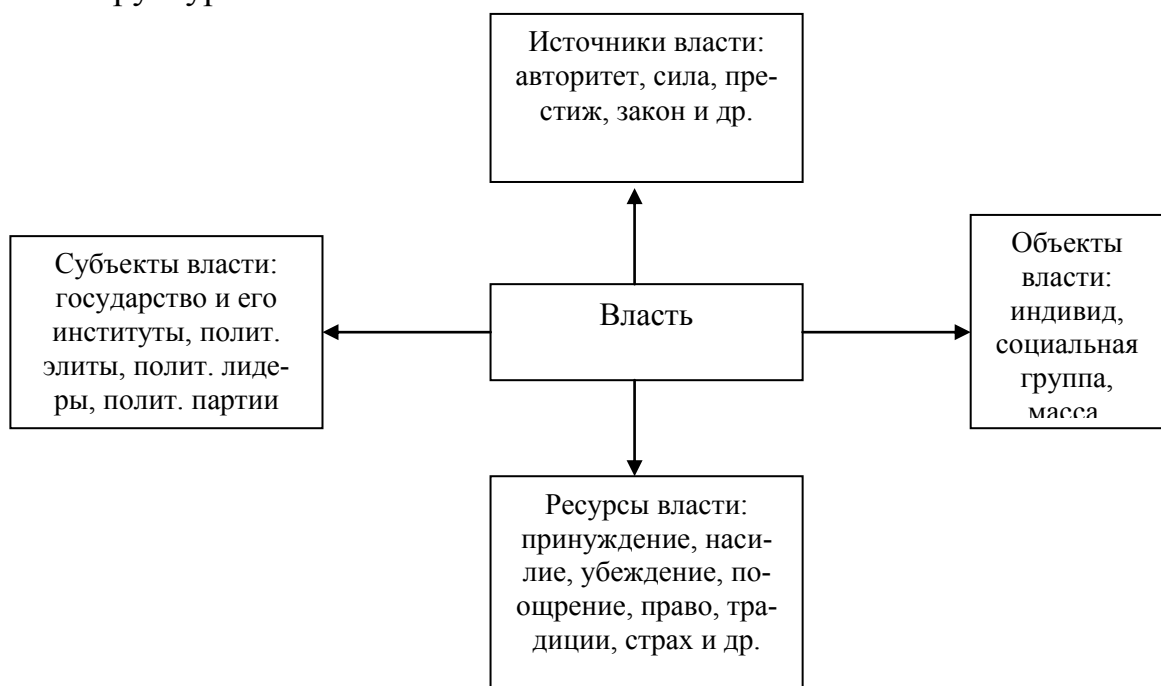 Источники власти:
авторитет, сила, пре-
стиж, закон и др.
Субъекты власти:
государство и его
институты, полит.
элиты, полит. лиде-
ры, полит. партии
Власть
Объекты
власти:
индивид,
социальная
группа,
масса
Ресурсы власти:
принуждение, наси-
лие, убеждение, по-
ощрение, право, тра-
диции, страх и др.